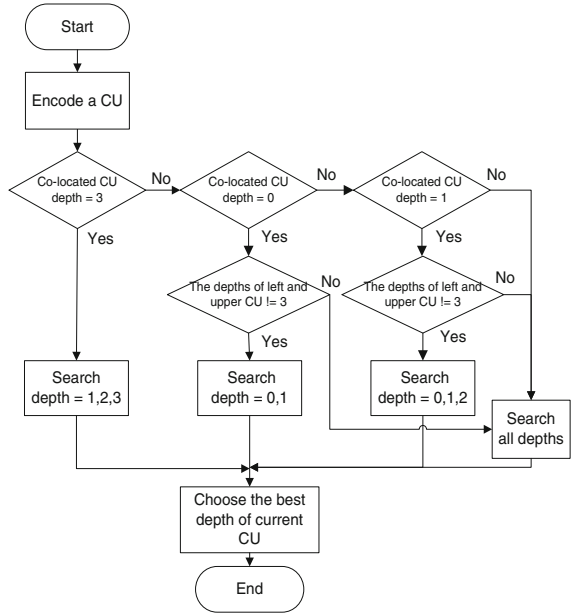 Start
Encode a CU
Co-located CU
depth = 3
No
Co-located CU
depth = 0
No
Co-located CU
depth = 1
No
Yes
Yes
Yes
The depths of left and
upper CU != 3
No
The depths of left and
upper CU != 3
No
Yes
Yes
Search
depth = 1,2,3
Search
depth = 0,1
Search
depth = 0,1,2
Search
all depths
Choose the best
depth of current
CU
End